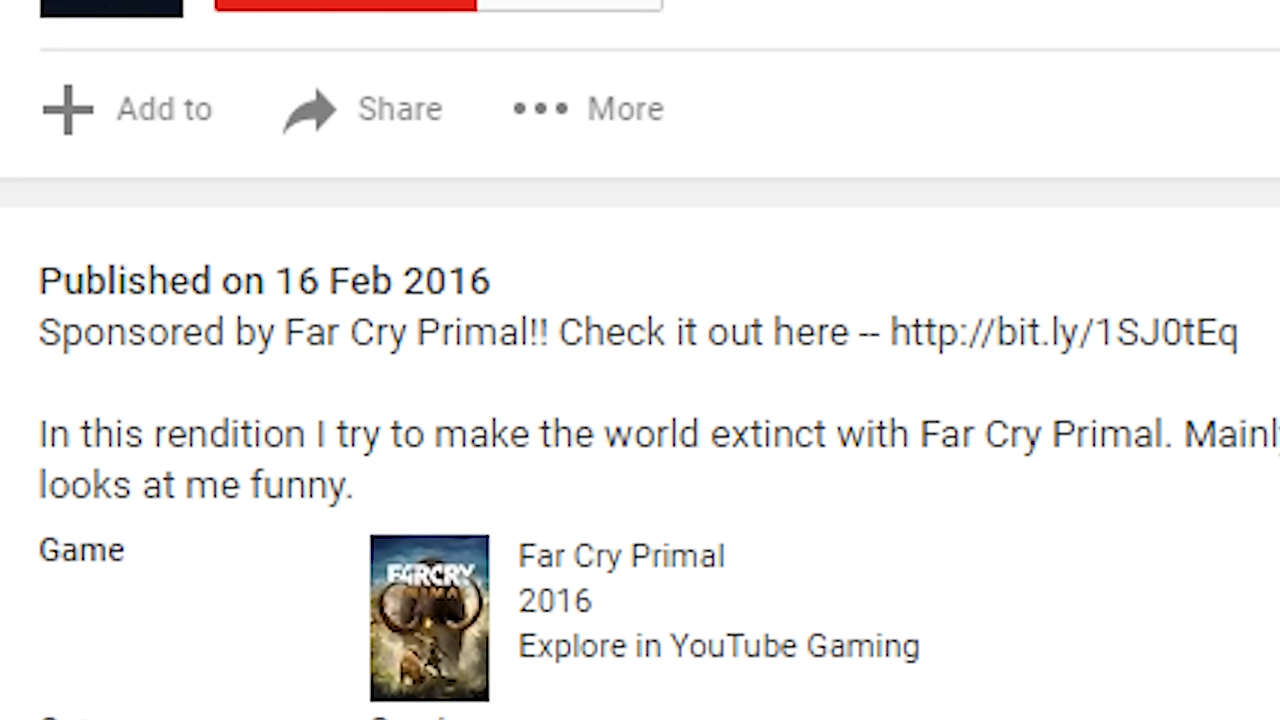 Add to Share More
Published on 16 Feb 2016
Sponsored by Far Cry Primal!! Check it out here -- http://bit.ly/1SJ0tEq
In this rendition I try to make the world extinct with Far Cry Primal. Mainly
looks at me funny.
Game
FARCRY
PRIMAL
Far Cry Primal
2016
Explore in YouTube Gaming